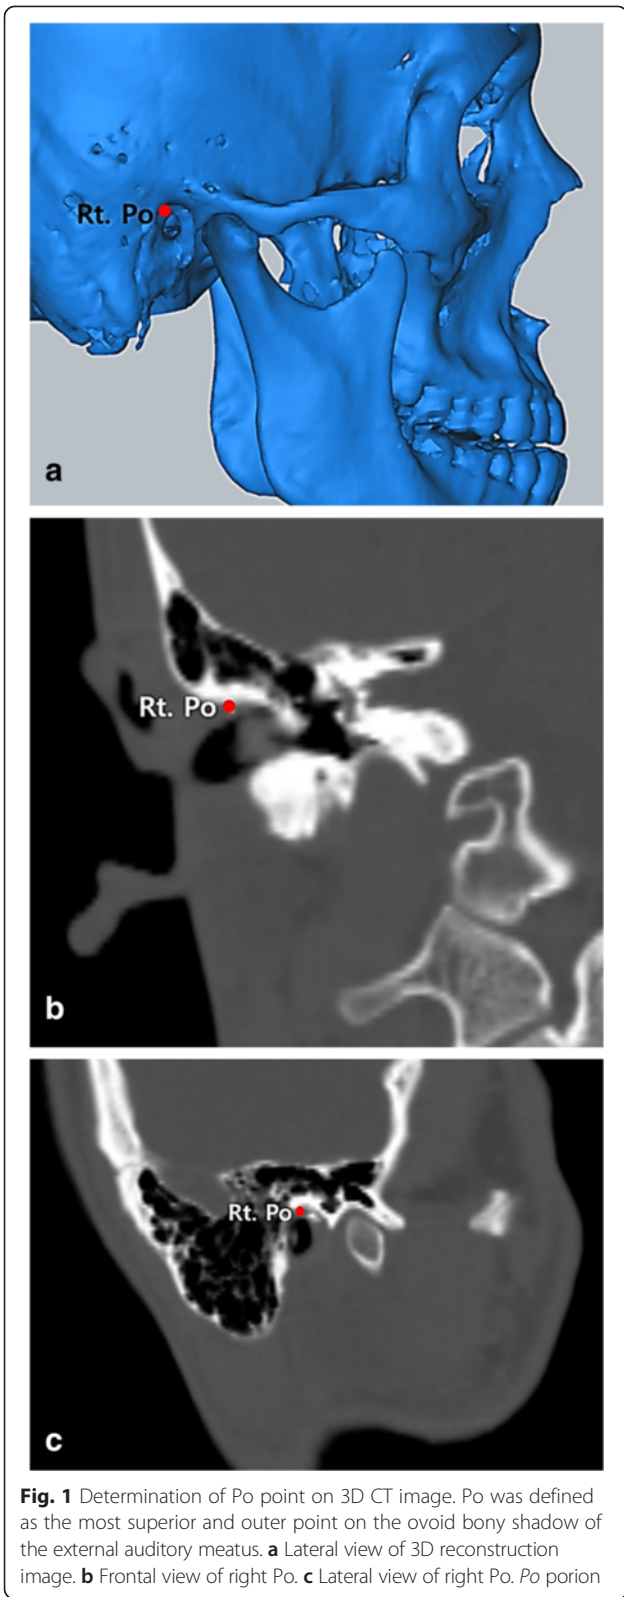 Rt. Po
a
Rt. Po
b
Rt. Po
c
Fig. 1 Determination of Po point on 3D CT image. Po was defined
as the most superior and outer point on the ovoid bony shadow of
the external auditory meatus. a Lateral view of 3D reconstruction
image. b Frontal view of right Po. c Lateral view of right Po. Po porion